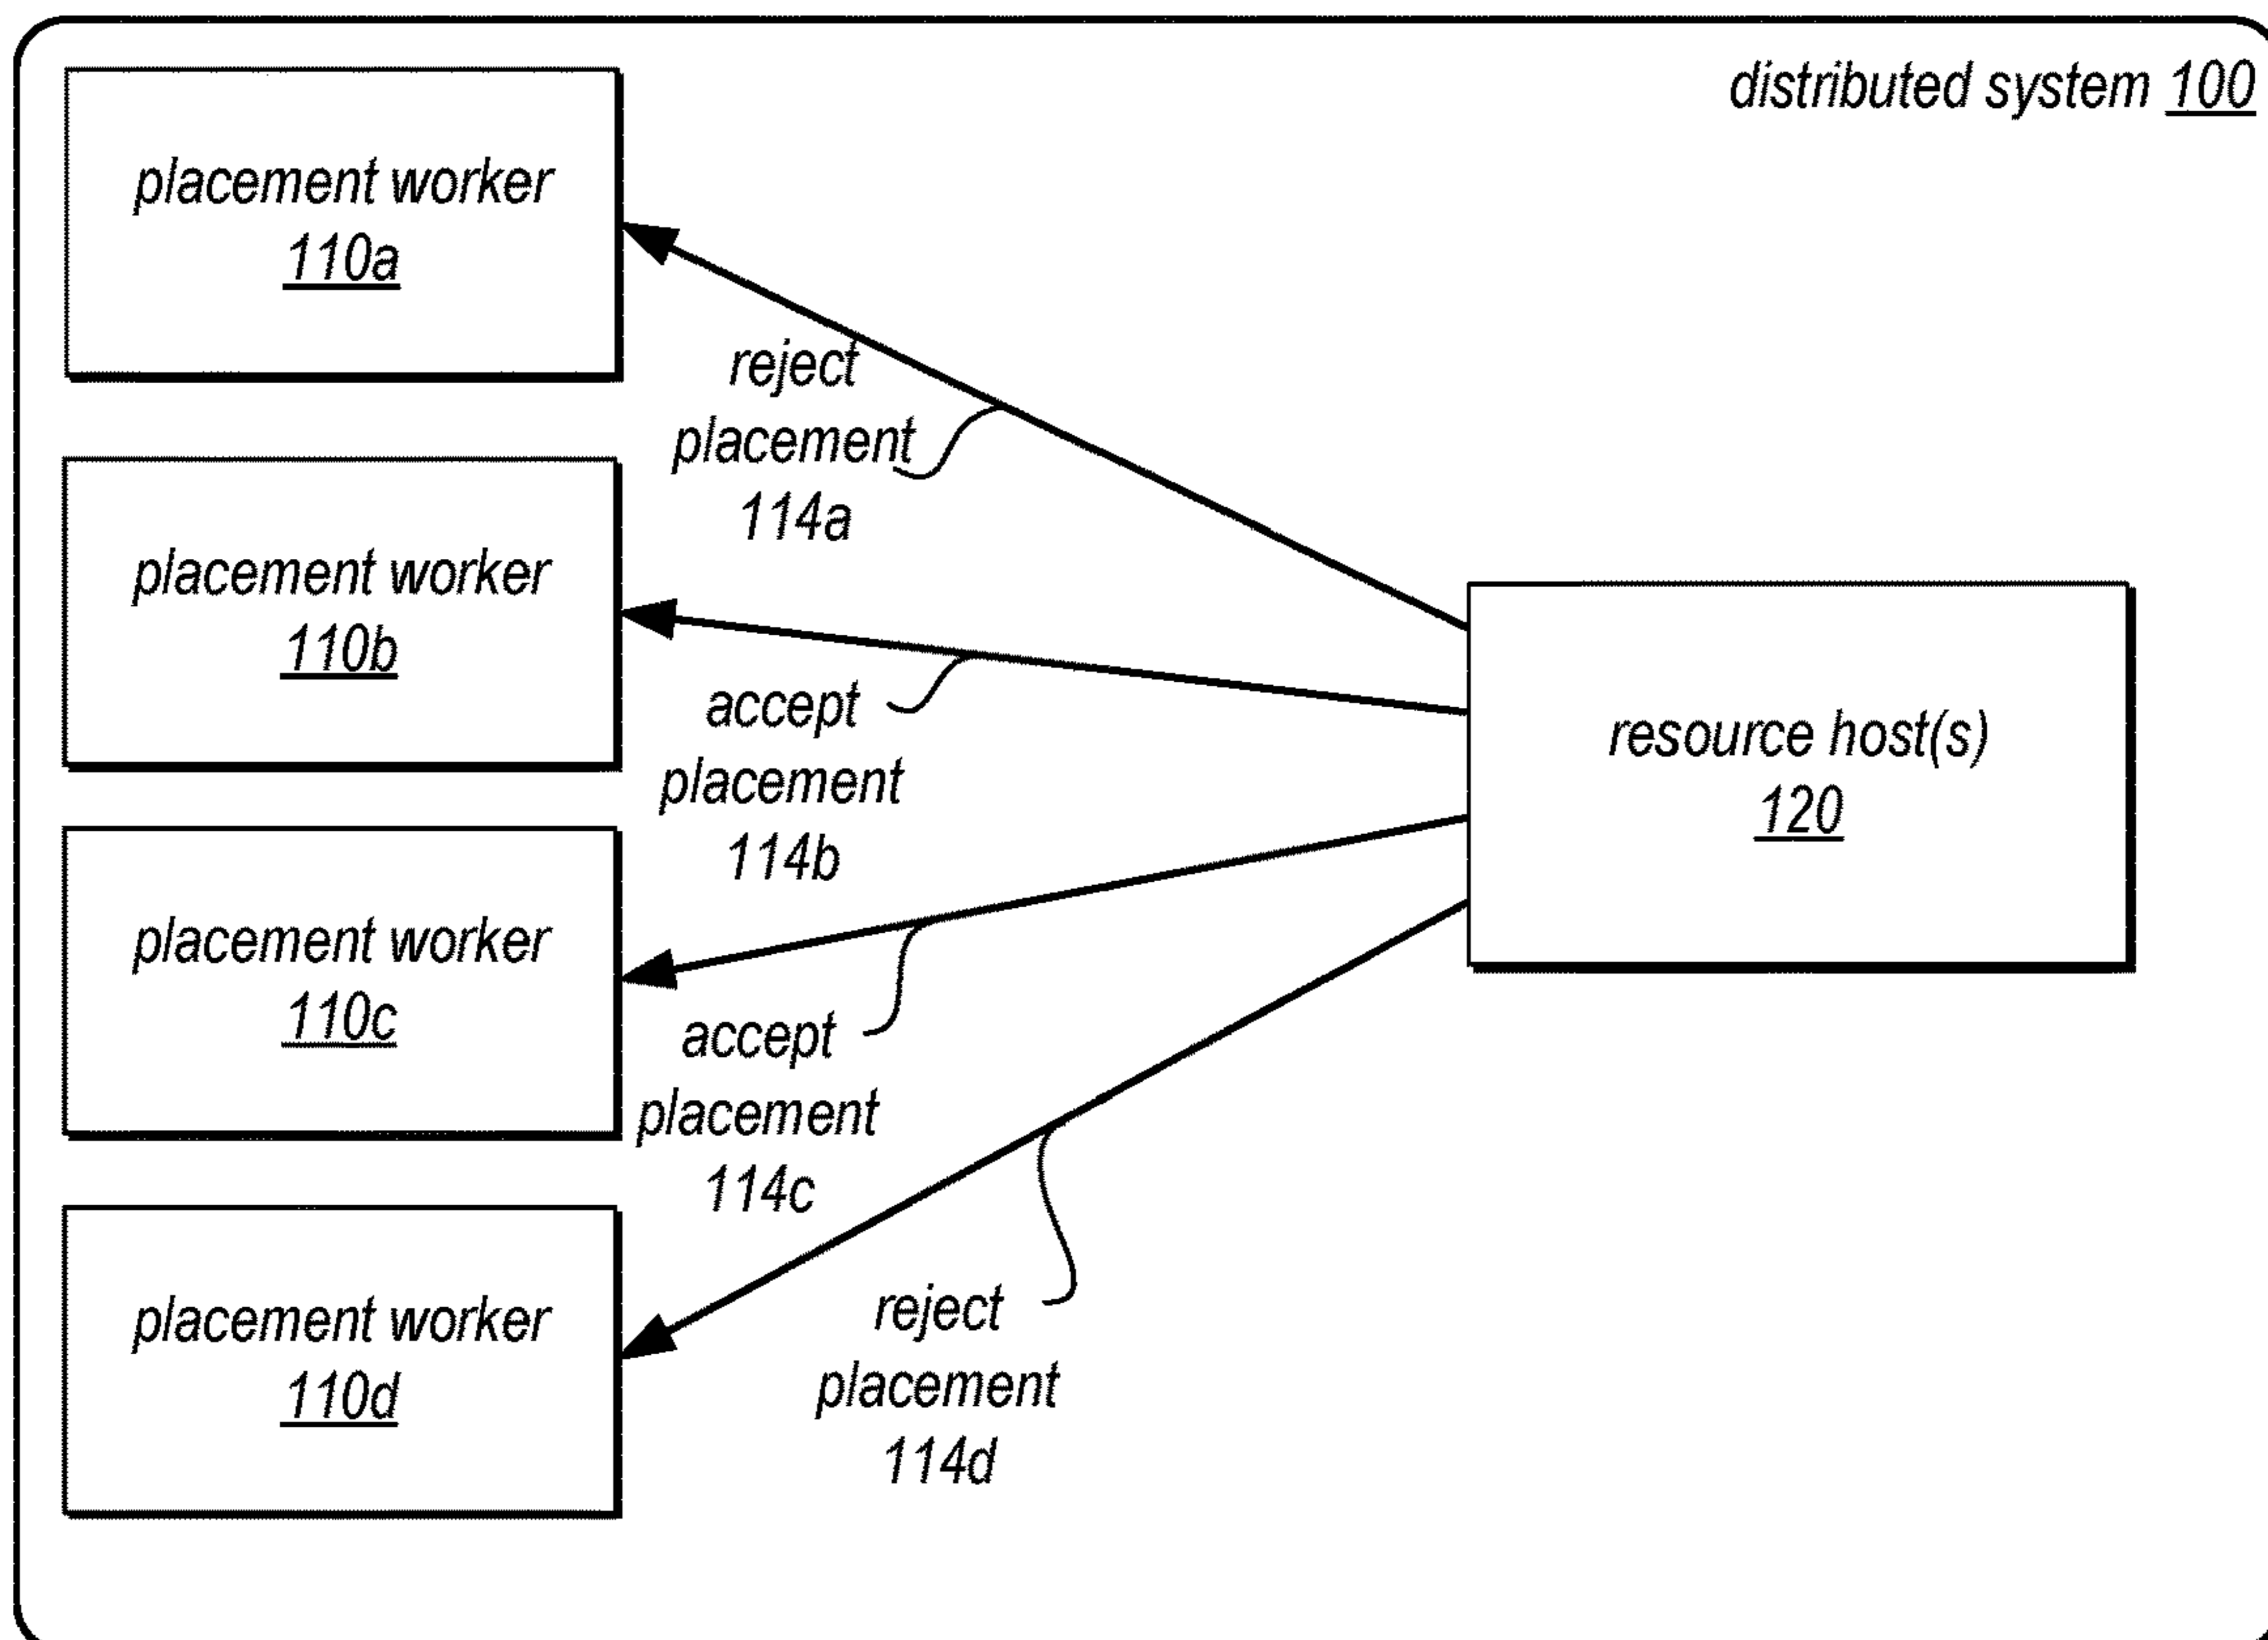 distributed system 100
placement worker
110a
reject
placement
114a
placement worker
110b
accept
placement
114b
resource host(s)
120
placement worker
110c
accept
placement
114c
placement worker
110d
reject
placement
114d